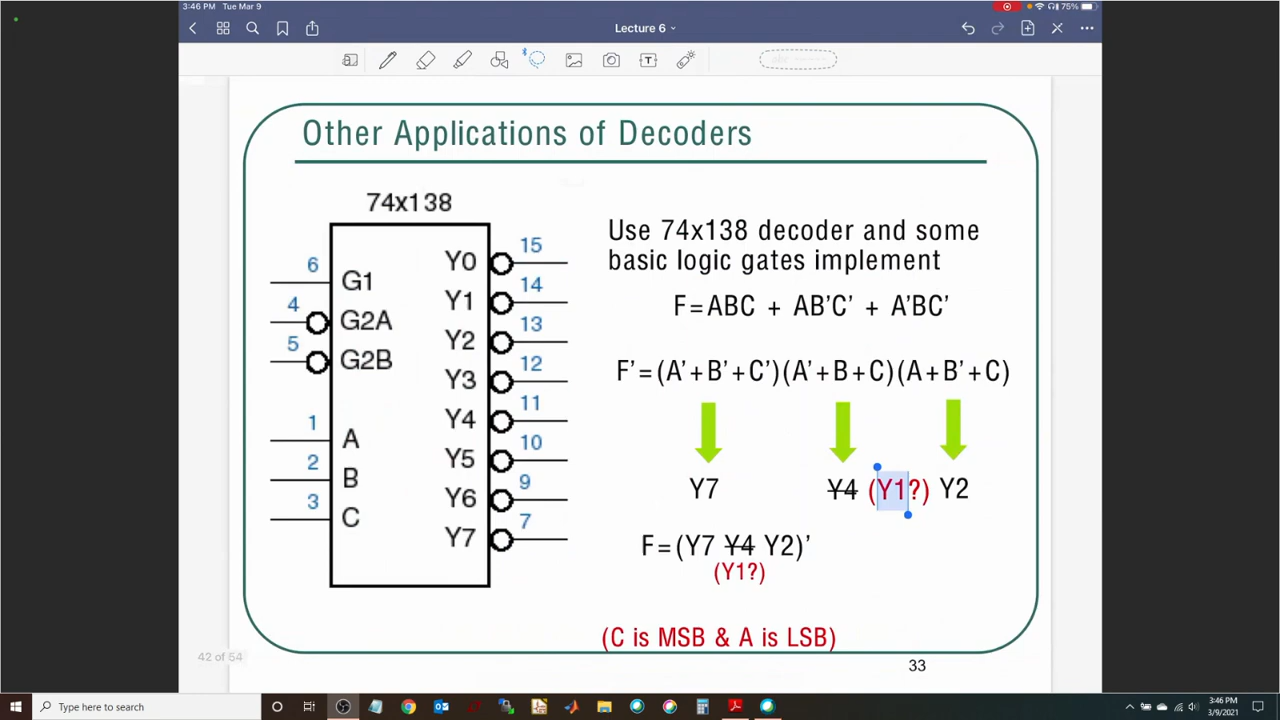 3:46 PM Tue Mar 9
75%
Lecture 6
T
Other Applications of Decoders
74x138
6 G1
4 G2A
5 G2B
1 A
2 B
3 C
Y0 15
Y1 14
Y2 13
Y3 12
Y4 11
Y5 10
Y6 9
Y7 7
Use 74x138 decoder and some
basic logic gates implement
F=ABC + AB'C' + A'BC'
F'=(A'+B'+C')(A'+B+C)(A+B'+C)
Y7 Y4 (Y1?) Y2
F=(Y7 Y4 Y2)'
(Y1?)
(C is MSB & A is LSB)
42 of 54
33
Type here to search
3:46 PM
3/9/2021